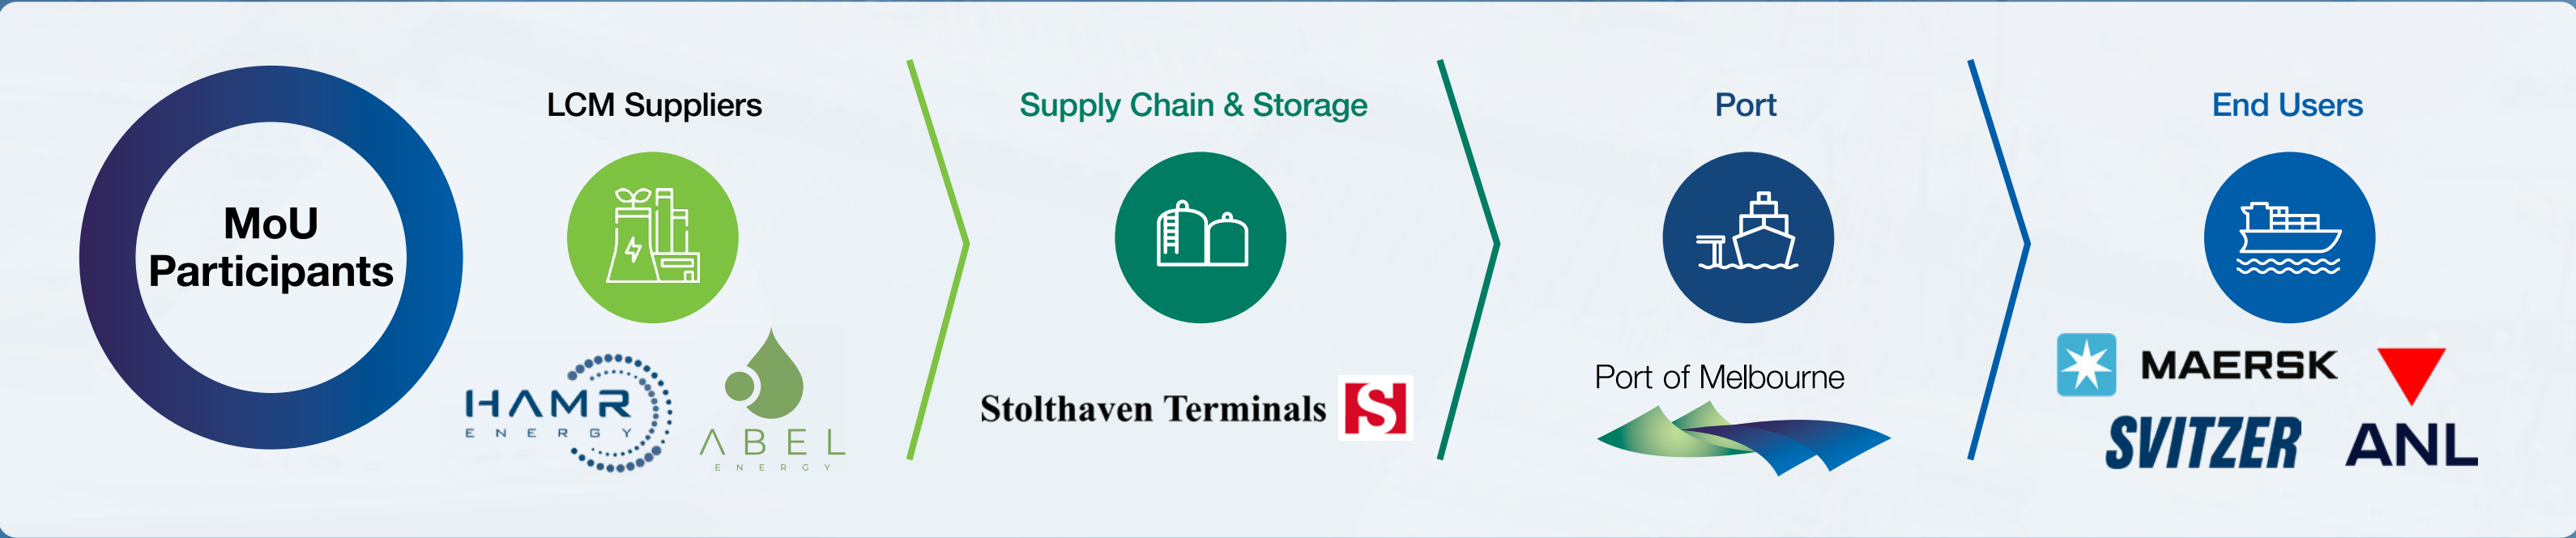 MoU
Participants
LCM Suppliers
HAMR
ENERGY
ABEL
ENERGY
Supply Chain & Storage
Stolthaven Terminals
Port
Port of Melbourne
End Users
MAERSK
SVITZER
ANL